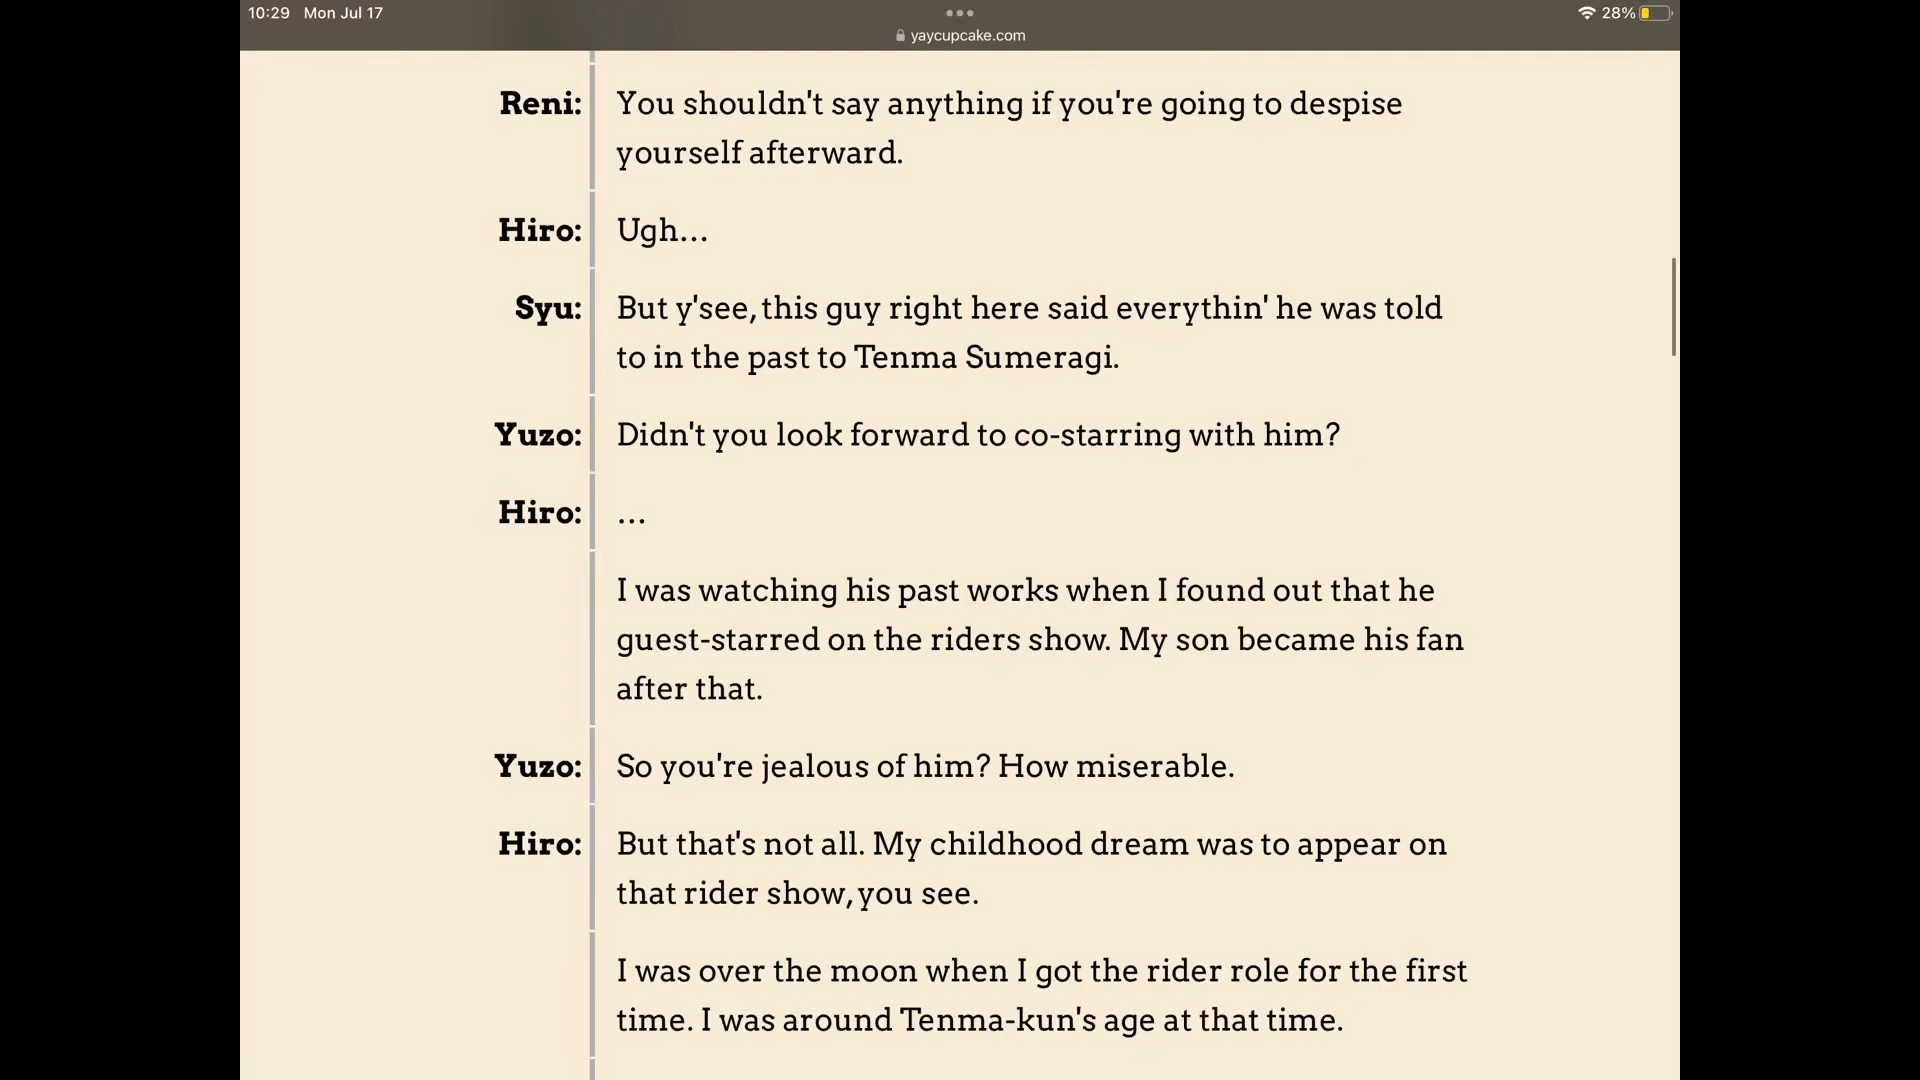 10:29 Mon Jul 17
28%
yaycupcake.com
Reni: You shouldn't say anything if you're going to despise
yourself afterward.
Hiro: Ugh...
Syu: But y'see, this guy right here said everythin' he was told
to in the past to Tenma Sumeragi.
Yuzo: Didn't you look forward to co-starring with him?
Hiro: ...
I was watching his past works when I found out that he
guest-starred on the riders show. My son became his fan
after that.
Yuzo: So you're jealous of him? How miserable.
Hiro: But that's not all. My childhood dream was to appear on
that rider show, you see.
I was over the moon when I got the rider role for the first
time. I was around Tenma-kun's age at that time.